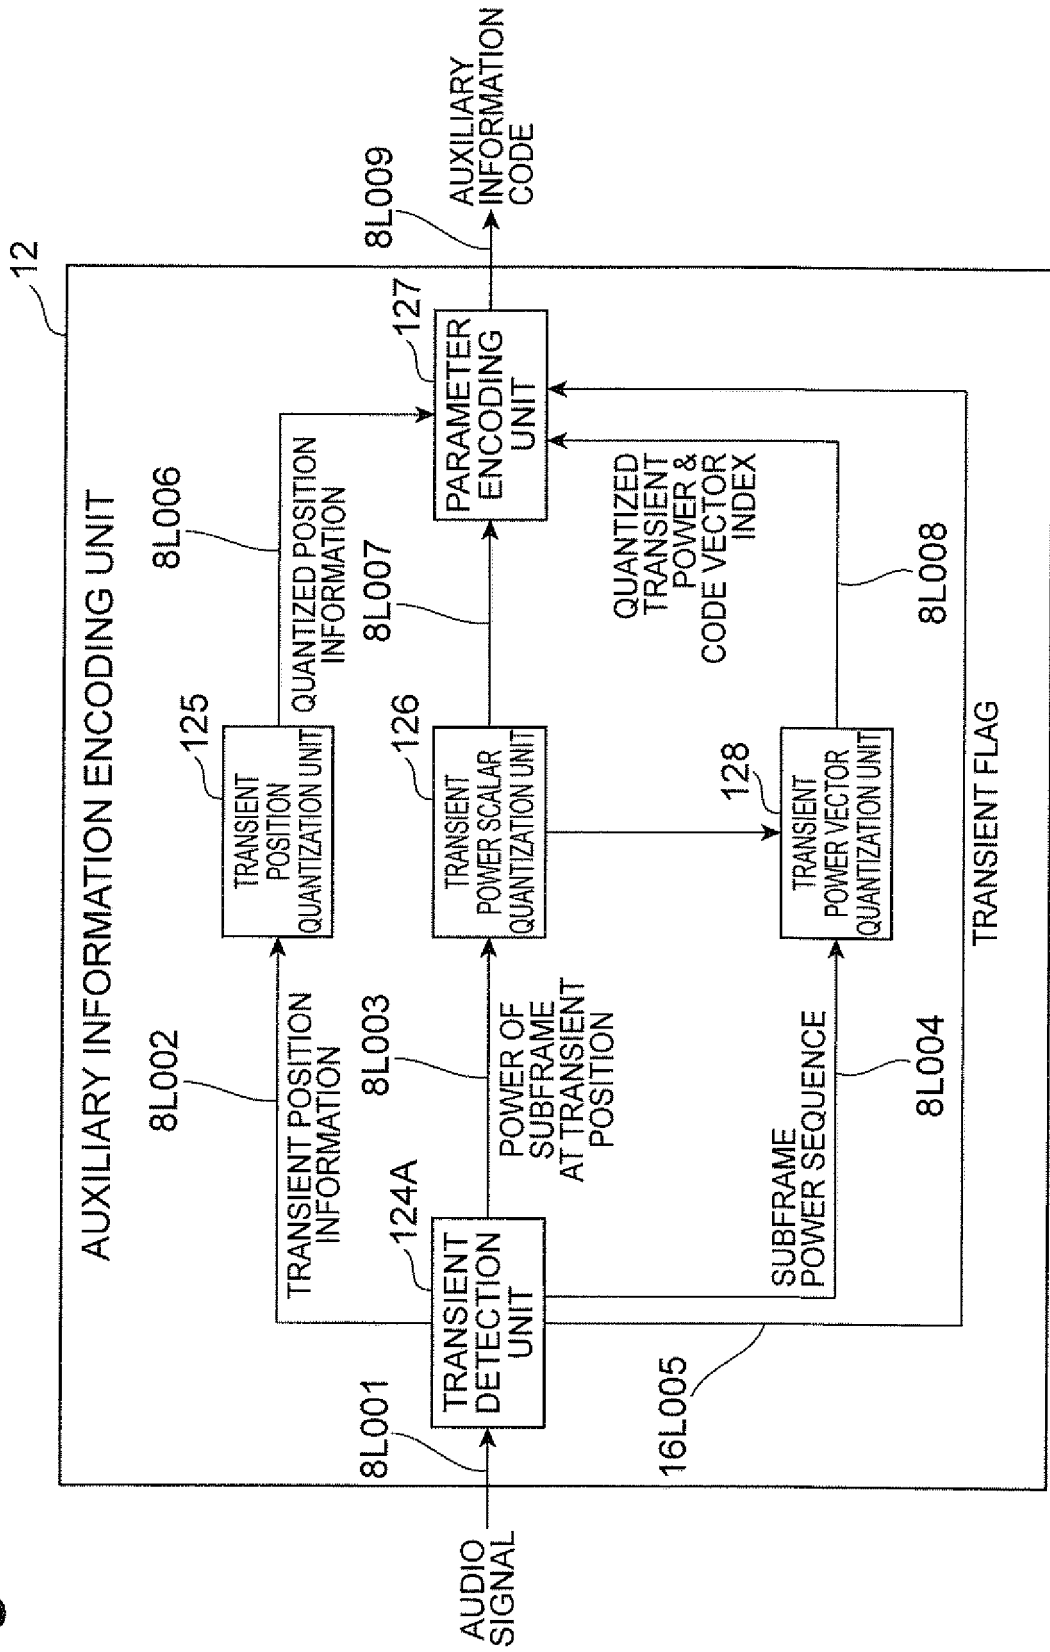 AUXILIARY INFORMATION ENCODING UNIT
12
AUDIO
SIGNAL
8L001
TRANSIENT
DETECTION
UNIT
124A
8L002
TRANSIENT POSITION
INFORMATION
8L003
POWER OF
SUBFRAME
AT TRANSIENT
POSITION
SUBFRAME
POWER SEQUENCE
8L004
16L005
TRANSIENT FLAG
TRANSIENT
POSITION
QUANTIZATION UNIT
125
TRANSIENT
POWER SCALAR
QUANTIZATION UNIT
126
TRANSIENT
POWER VECTOR
QUANTIZATION UNIT
128
8L006
QUANTIZED POSITION
INFORMATION
8L007
QUANTIZED
TRANSIENT
POWER &
CODE VECTOR
INDEX
8L008
PARAMETER
ENCODING
UNIT
127
8L009
AUXILIARY
INFORMATION
CODE